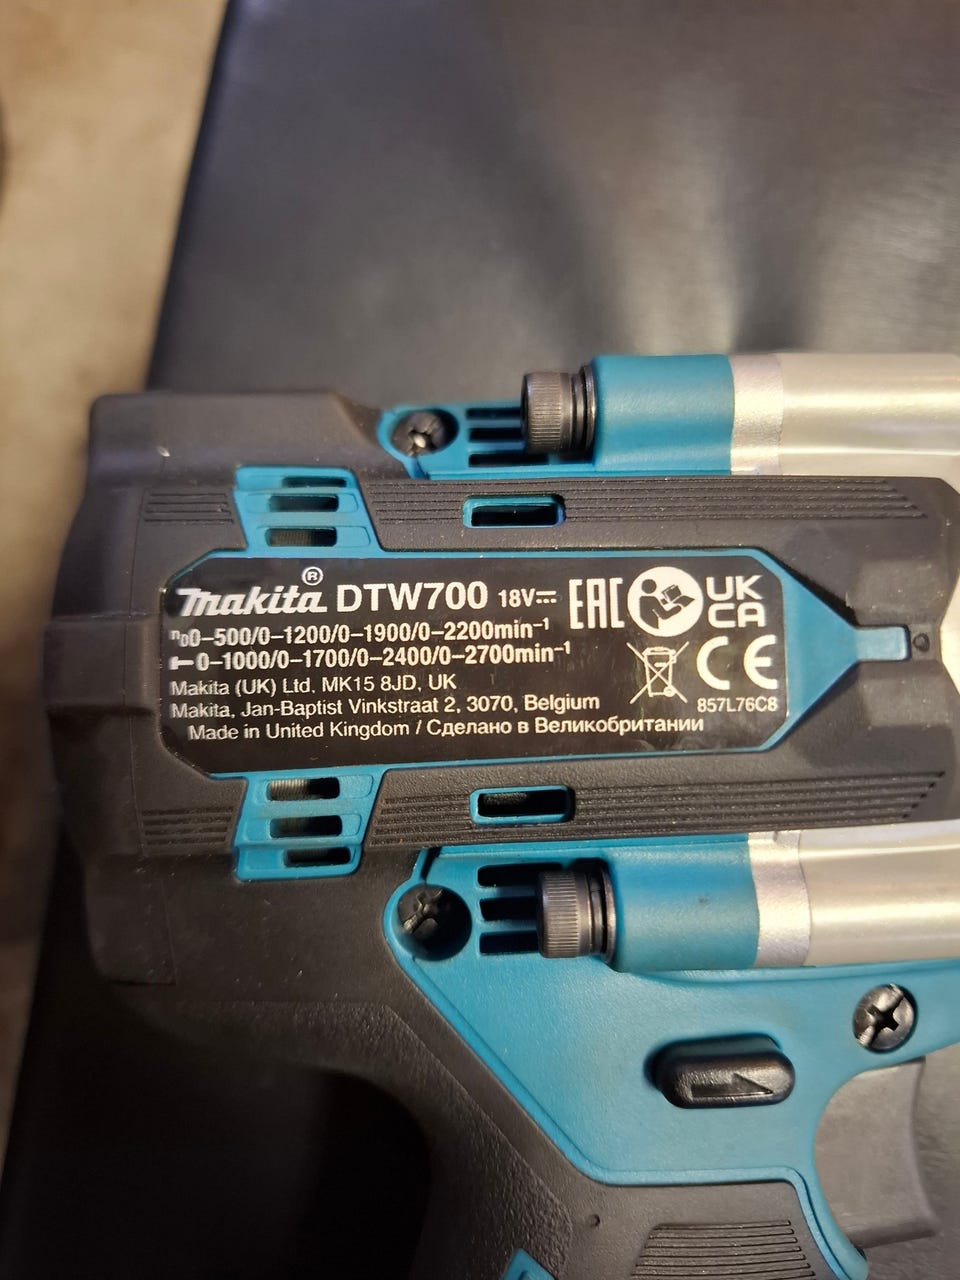 makita® DTW700 18V⎓ EAC UK CA
n₀0–500/0–1200/0–1900/0–2200min⁻¹
0–1000/0–1700/0–2400/0–2700min⁻¹
CE
Makita (UK) Ltd. MK15 8JD, UK
Makita, Jan-Baptist Vinkstraat 2, 3070, Belgium 857L76C8
Made in United Kingdom / Сделано в Великобритании